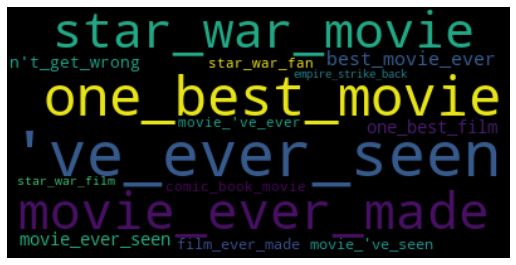 star_war_movie
n't_get_wrong star_war_fan best_movie_ever
empire_strike_back
one_best_movie
movie_'ve_ever one_best_film
've_ever_seen
star_war_film comic_book_movie
movie_ever_made
movie_ever_seen film_ever_made movie_'ve_seen